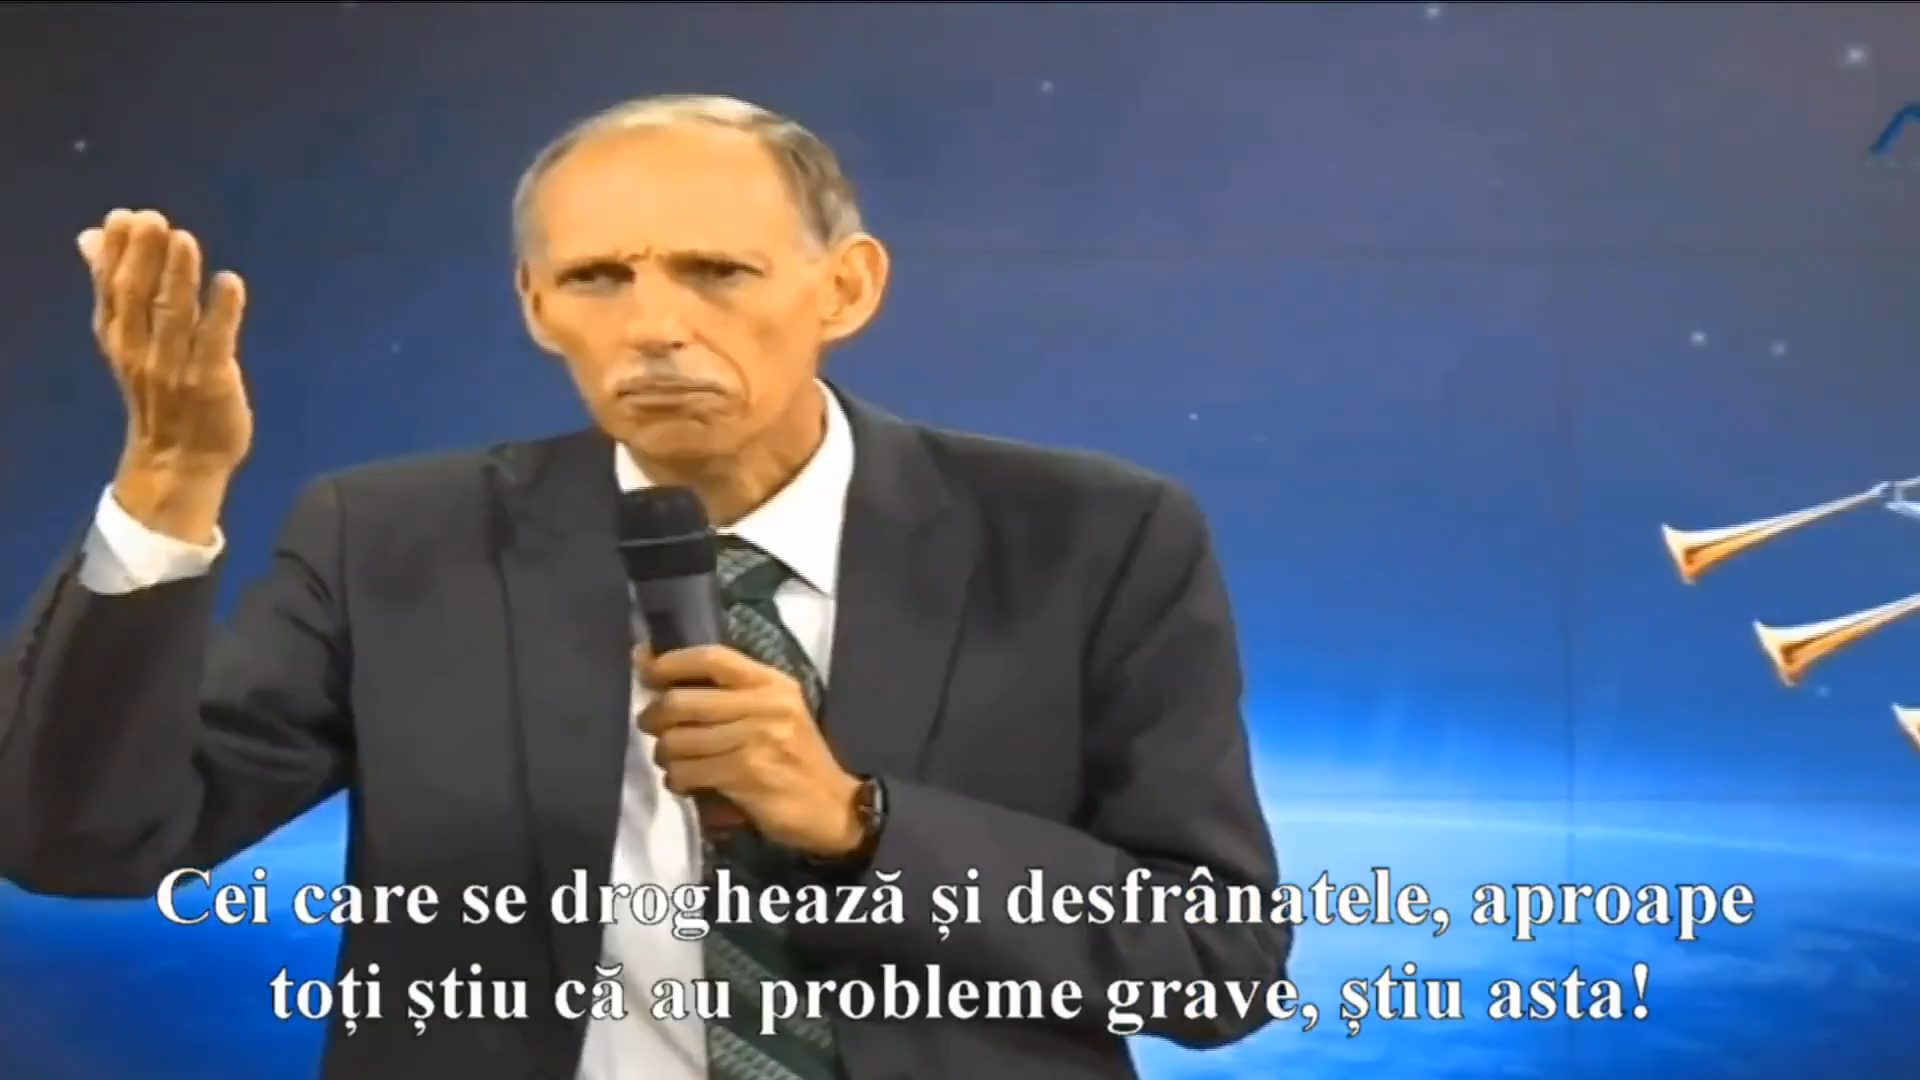 Cei care se droghează și desfrânatele, aproape
toți știu că au probleme grave, știu asta!